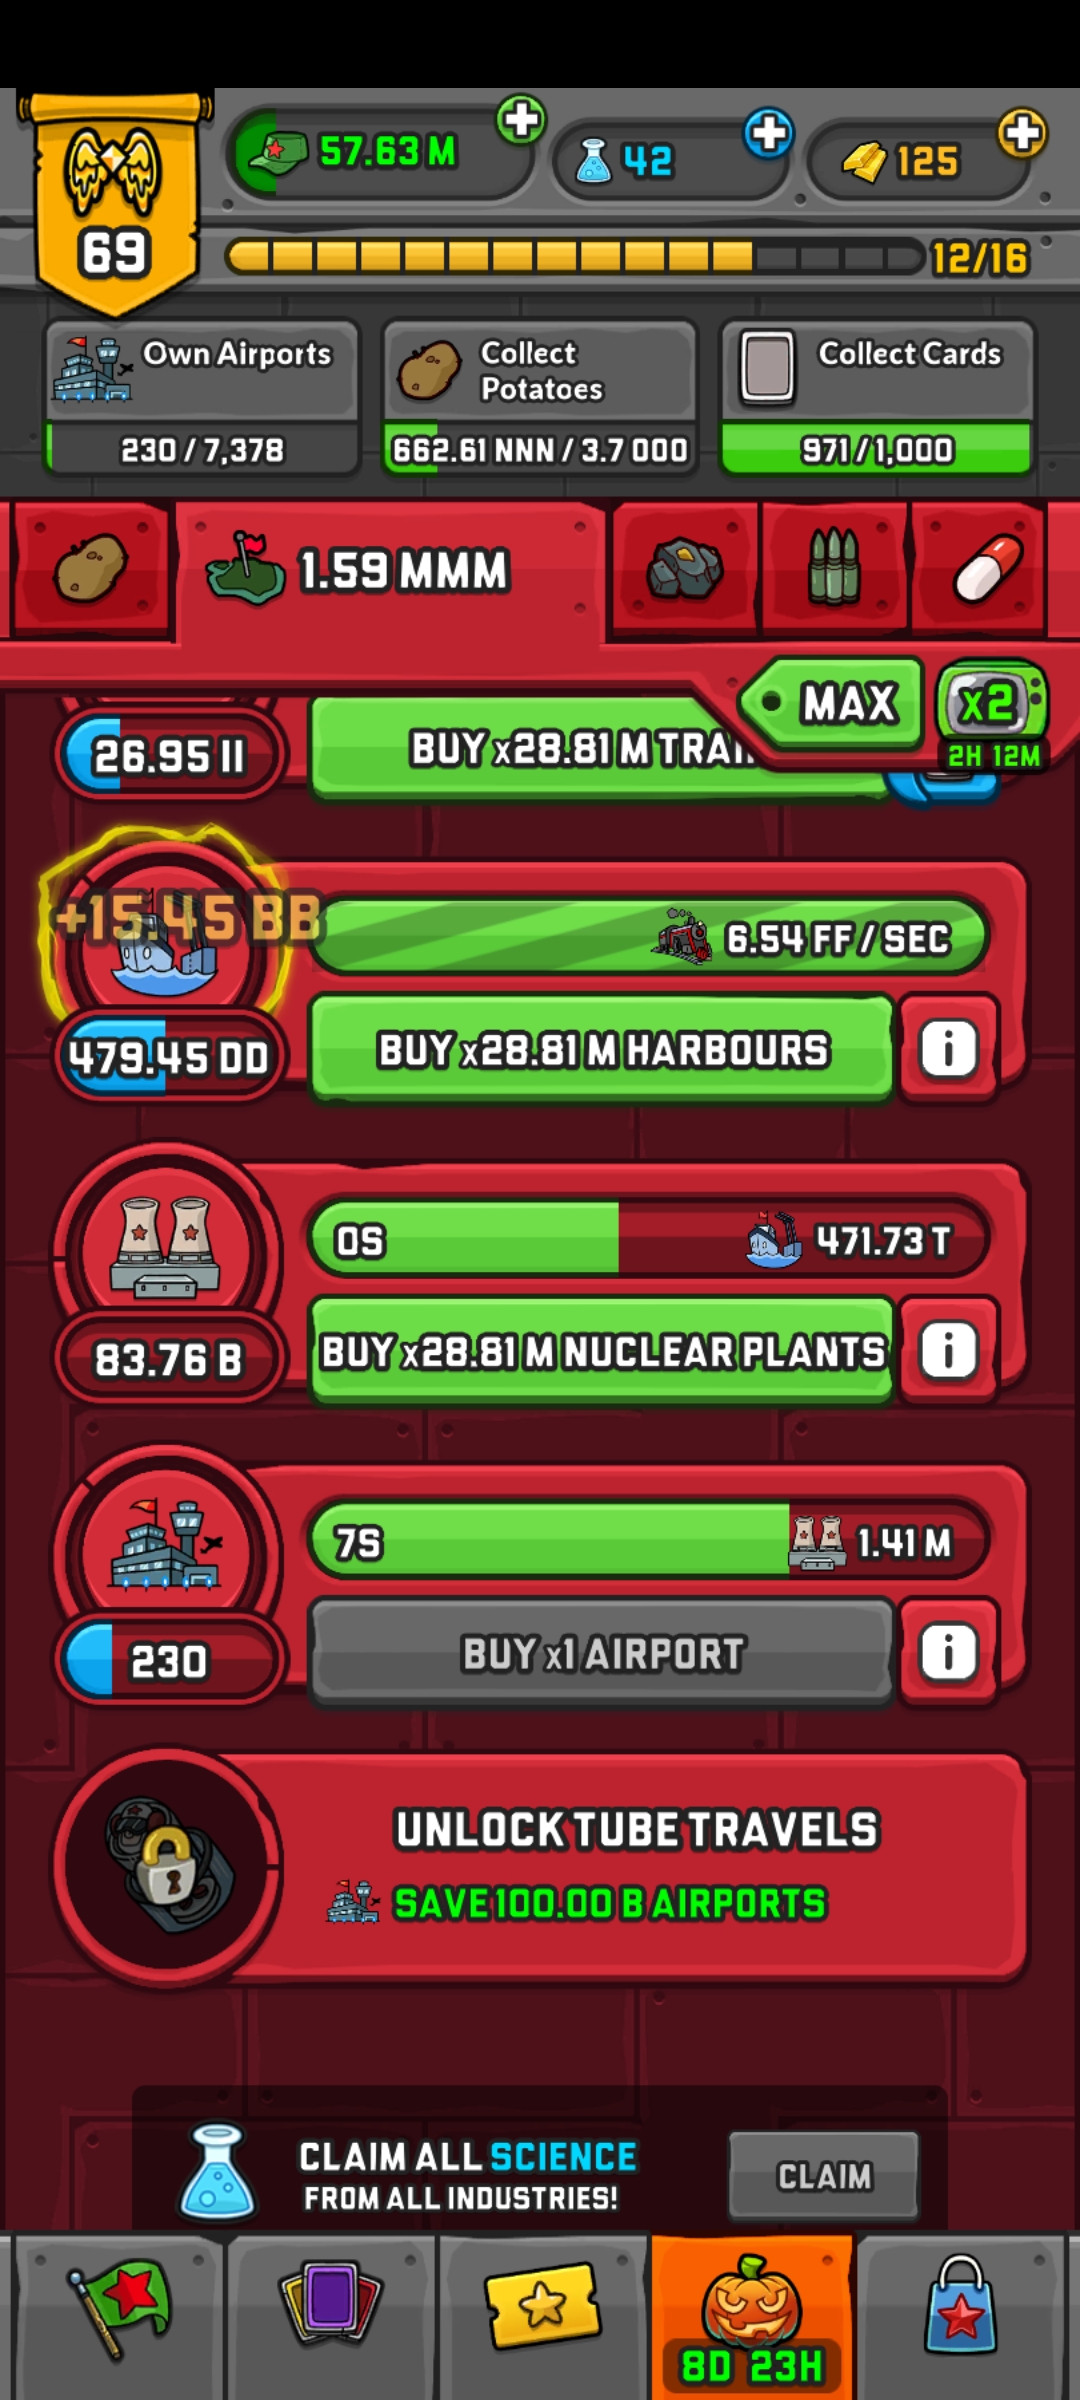 57.63 M
42
125
69
12/16
Own Airports
230 / 7,378
Collect
Potatoes
662.61 NNN / 3.7 OOO
Collect Cards
971 / 1,000
1.59 MMM
MAX
x2
2H 12M
26.95 II
BUY x28.81 M
+15.45 BB
6.54 FF / SEC
479.45 DD
BUY x28.81 M HARBOURS
i
0S
471.73 T
83.76 B
BUY x28.81 M NUCLEAR PLANTS
i
7S
1.41 M
230
BUY x1 AIRPORT
i
UNLOCK TUBE TRAVELS
SAVE 100.00 B AIRPORTS
CLAIM ALL SCIENCE
FROM ALL INDUSTRIES!
CLAIM
8D 23H